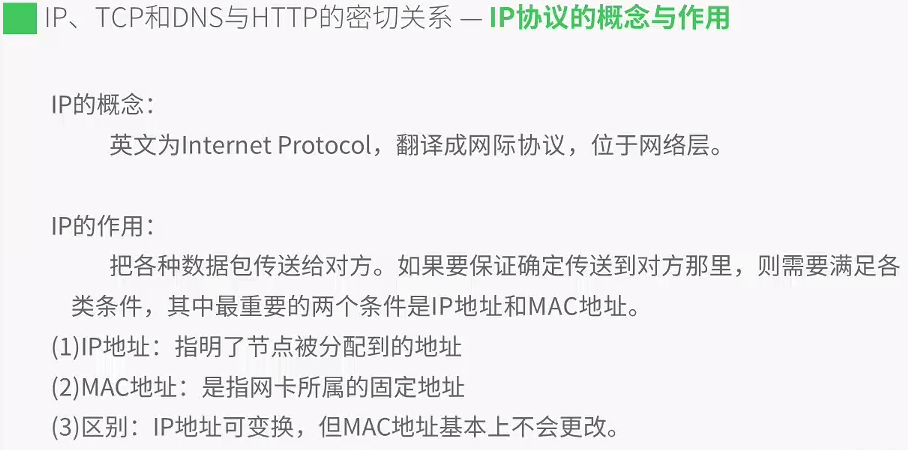 IP、TCP和DNS与HTTP的密切关系 — IP协议的概念与作用
IP的概念：
英文为Internet Protocol，翻译成网际协议，位于网络层。
IP的作用：
把各种数据包传送给对方。如果要保证确定传送到对方那里，则需要满足各
类条件，其中最重要的两个条件是IP地址和MAC地址。
(1)IP地址：指明了节点被分配到的地址
(2)MAC地址：是指网卡所属的固定地址
(3)区别：IP地址可变换，但MAC地址基本上不会更改。